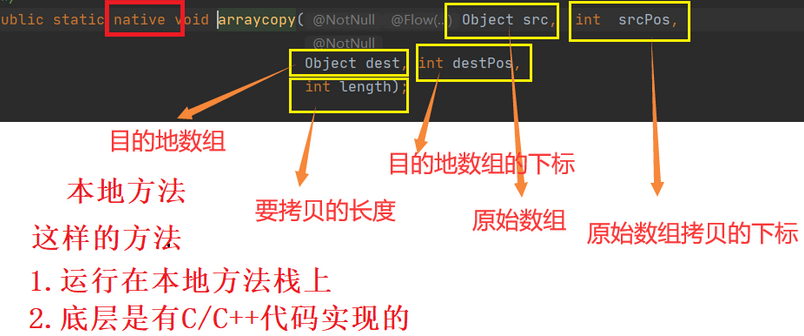 ublic static native void arraycopy( @NotNull @Flow(...) Object src, int srcPos,
@NotNull
Object dest, int destPos,
int length);
目的地数组
目的地数组的下标
要拷贝的长度
原始数组
原始数组拷贝的下标
本地方法
这样的方法
1.运行在本地方法栈上
2.底层是有C/C++代码实现的